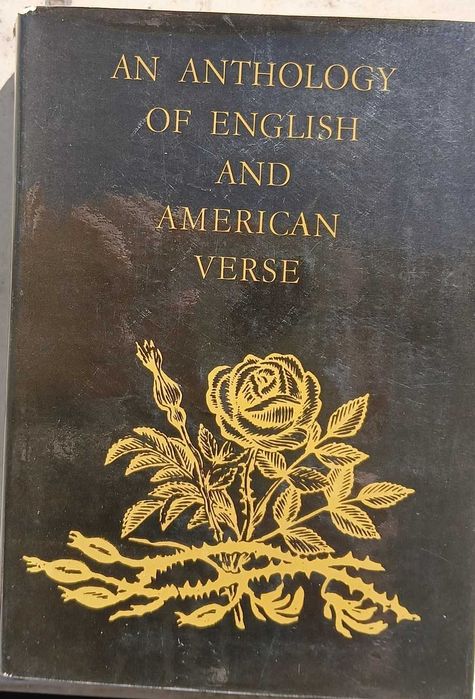 AN ANTHOLOGY
OF ENGLISH
AND
AMERICAN
VERSE